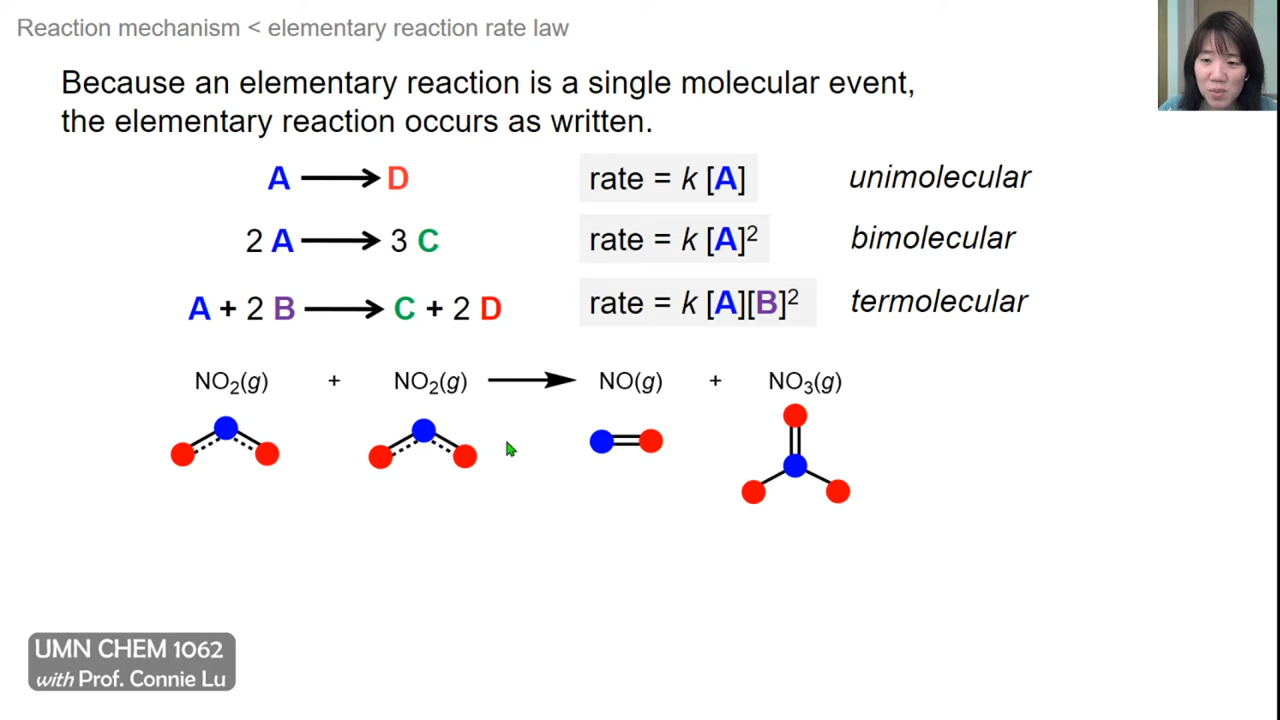 Reaction mechanism < elementary reaction rate law
Because an elementary reaction is a single molecular event,
the elementary reaction occurs as written.
A ⟶ D rate = k [A] unimolecular
2 A ⟶ 3 C rate = k [A]² bimolecular
A + 2 B ⟶ C + 2 D rate = k [A][B]² termolecular
NO₂(g) + NO₂(g) ⟶ NO(g) + NO₃(g)
UMN CHEM 1062
with Prof. Connie Lu